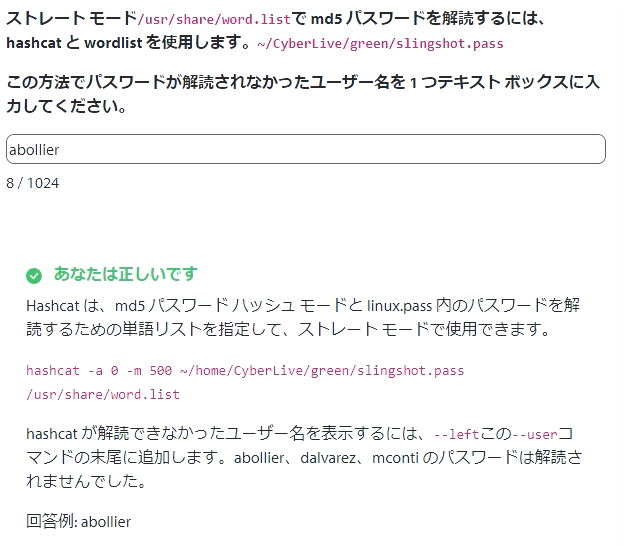 ストレート モード/usr/share/word.listで md5 パスワードを解読するには、
hashcat と wordlist を使用します。~/CyberLive/green/slingshot.pass
この方法でパスワードが解読されなかったユーザー名を 1 つテキスト ボックスに入
力してください。
abollier
8 / 1024
あなたは正しいです
Hashcat は、md5 パスワード ハッシュ モードと linux.pass 内のパスワードを解
読するための単語リストを指定して、ストレート モードで使用できます。
hashcat -a 0 -m 500 ~/home/CyberLive/green/slingshot.pass
/usr/share/word.list
hashcat が解読できなかったユーザー名を表示するには、--leftこの--userコ
マンドの末尾に追加します。abollier、dalvarez、mconti のパスワードは解読さ
れませんでした。
回答例: abollier